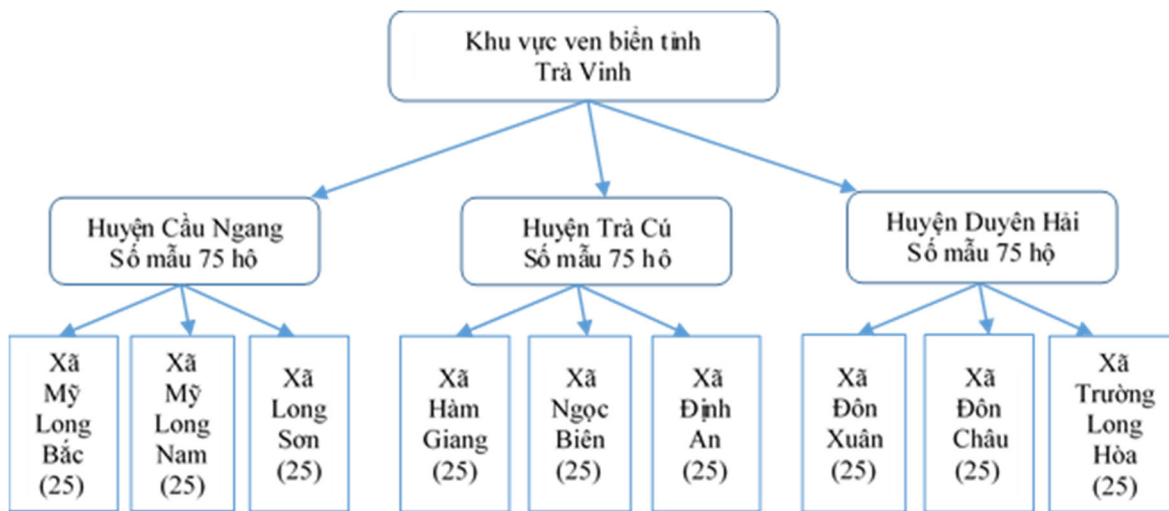 Khu vực ven biển tỉnh
Trà Vinh
Huyện Cầu Ngang
Số mẫu 75 hộ
Huyện Trà Cú
Số mẫu 75 hộ
Huyện Duyên Hải
Số mẫu 75 hộ
Xã
Mỹ
Long
Bắc
(25)
Xã
Mỹ
Long
Nam
(25)
Xã
Long
Sơn
(25)
Xã
Hàm
Giang
(25)
Xã
Ngọc
Biên
(25)
Xã
Định
An
(25)
Xã
Đôn
Xuân
(25)
Xã
Đôn
Châu
(25)
Xã
Trường
Long
Hòa
(25)